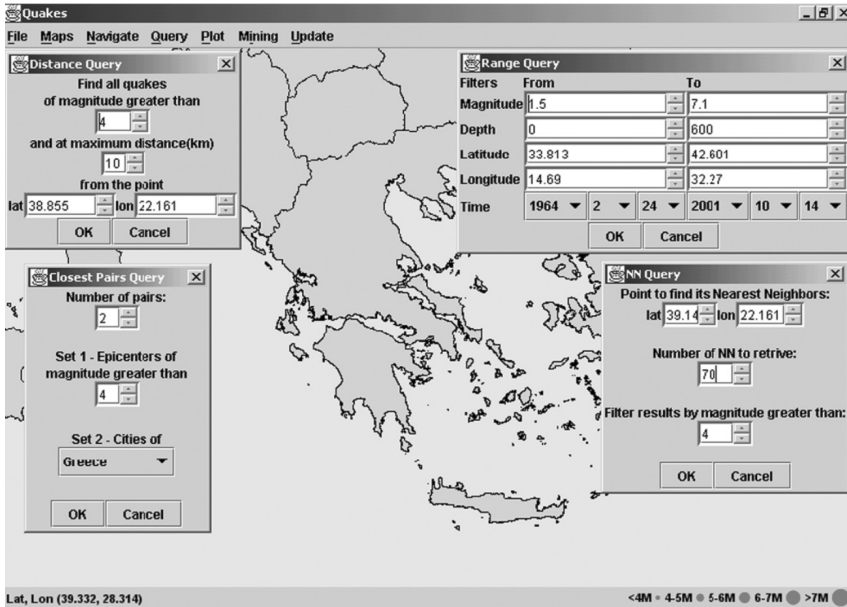 Quakes
File Maps Navigate Query Plot Mining Update
Distance Query
Find all quakes
of magnitude greater than
4
and at maximum distance(km)
10
from the point
lat 38.855 lon 22.161
OK Cancel
Range Query
Filters From To
Magnitude 1.5 7.1
Depth 0 600
Latitude 33.813 42.601
Longitude 14.69 32.27
Time 1964 2 24 2001 10 14
OK Cancel
Closest Pairs Query
Number of pairs:
2
Set 1 - Epicenters of
magnitude greater than
4
Set 2 - Cities of
Greece
OK Cancel
NN Query
Point to find its Nearest Neighbors:
lat 39.14 lon 22.161
Number of NN to retrive:
70
Filter results by magnitude greater than:
4
OK Cancel
Lat, Lon (39.332, 28.314)
<4M 4-5M 5-6M 6-7M >7M